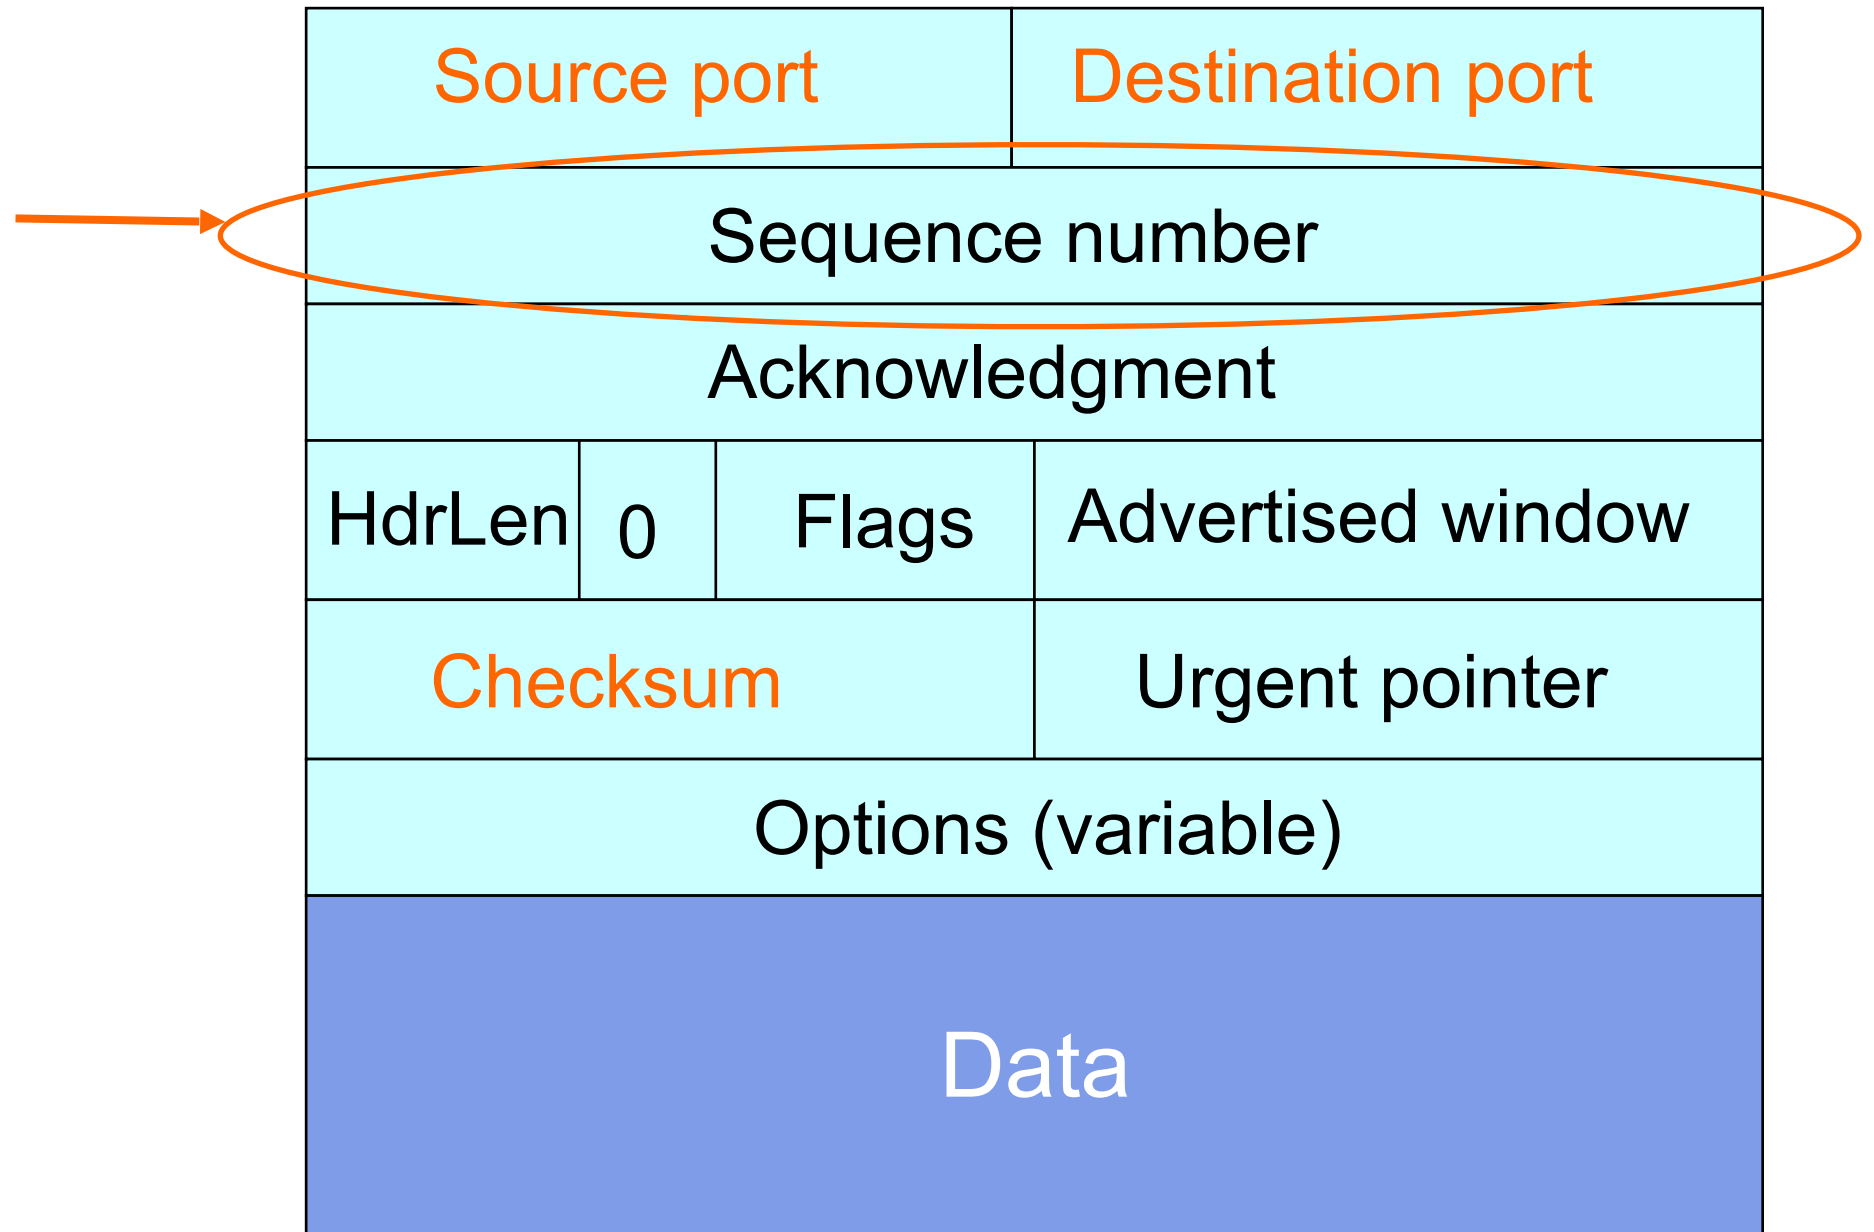 Source port Destination port
Sequence number
Acknowledgment
HdrLen 0 Flags Advertised window
Checksum Urgent pointer
Options (variable)
Data